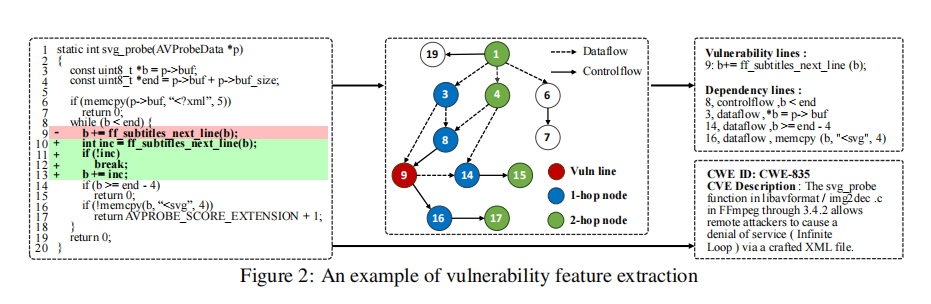 1 static int svg_probe(AVProbeData *p)
2 {
3 const uint8_t *b = p->buf;
4 const uint8_t *end = p->buf + p->buf_size;
5
6 if(memcpy(p->buf, “<?xml”, 5))
7 return 0;
8 while (b < end) {
9 - b += ff_subtitles_next_line(b);
10 + int inc = ff_subtitles_next_line(b);
11 + if (!inc)
12 + break;
13 + b += inc;
14 if (b >= end - 4)
15 return 0;
16 if(!memcpy(b, “<svg”, 4))
17 return AVPROBE_SCORE_EXTENSION + 1;
18 }
19 return 0;
20 }
19
1
Dataflow
Controlflow
3
4
6
8
7
9
14
15
16
17
Vuln line
1-hop node
2-hop node
Vulnerability lines :
9: b+= ff_subtitles_next_line (b);
Dependency lines :
8, controlflow ,b < end
3, dataflow ,*b = p-> buf
14, dataflow ,b >= end - 4
16, dataflow , memcpy (b, "<svg", 4)
CWE ID: CWE-835
CVE Description : The svg_probe
function in libavformat / img2dec .c
in FFmpeg through 3.4.2 allows
remote attackers to cause a
denial of service ( Infinite
Loop ) via a crafted XML file.
Figure 2: An example of vulnerability feature extraction